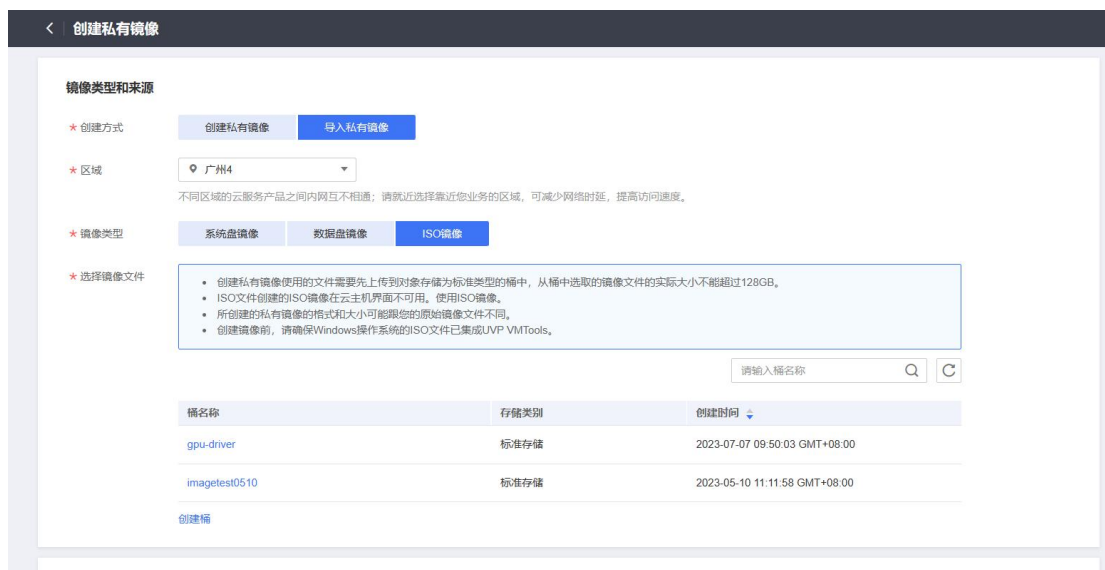 创建私有镜像
镜像类型和来源
* 创建方式 创建私有镜像 导入私有镜像
* 区域 广州4
不同区域的云服务产品之间内网互不相通；请就近选择靠近您业务的区域，可减少网络时延，提高访问速度。
* 镜像类型 系统盘镜像 数据盘镜像 ISO镜像
* 选择镜像文件
• 创建私有镜像使用的文件需要先上传到对象存储为标准类型的桶中，从桶中选取的镜像文件的实际大小不能超过128GB。
• ISO文件创建的ISO镜像在云主机界面不可用。使用ISO镜像。
• 所创建的私有镜像的格式和大小可能跟您的原始镜像文件不同。
• 创建镜像前，请确保Windows操作系统的ISO文件已集成UVP VMTools。
请输入桶名称
桶名称 存储类别 创建时间
gpu-driver 标准存储 2023-07-07 09:50:03 GMT+08:00
imagetest0510 标准存储 2023-05-10 11:11:58 GMT+08:00
创建桶